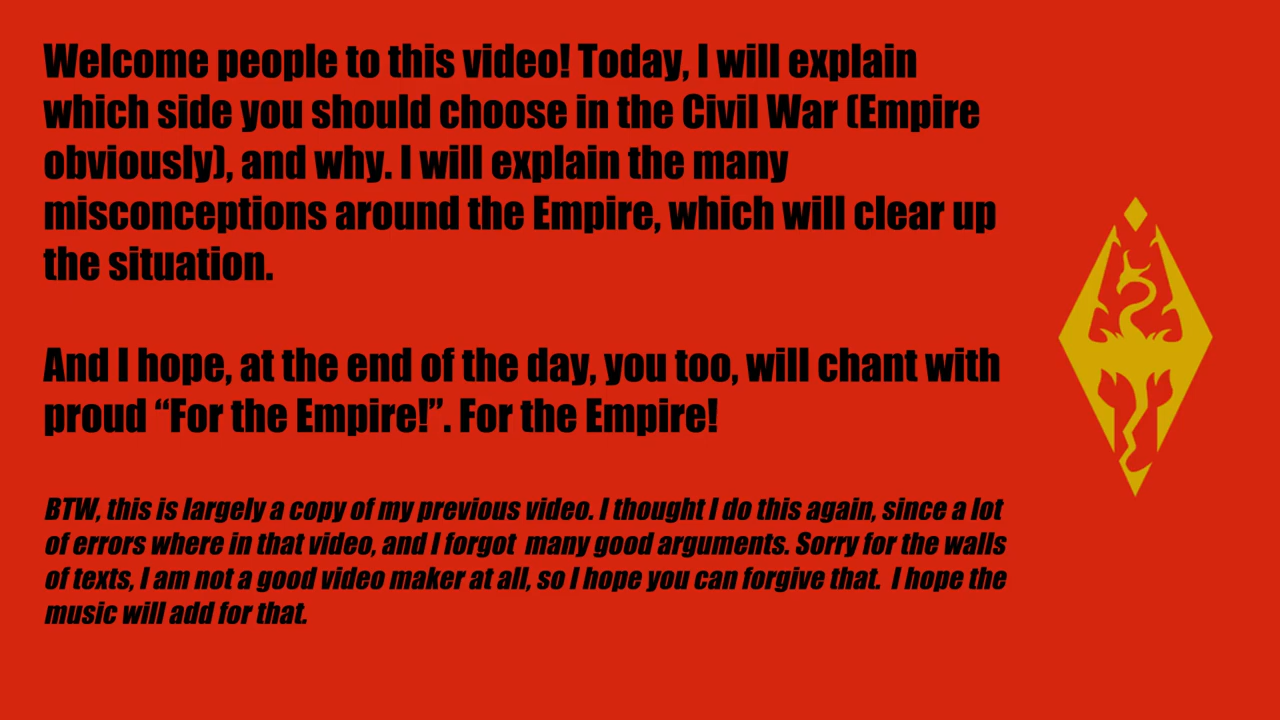 Welcome people to this video! Today, I will explain
which side you should choose in the Civil War (Empire
obviously), and why. I will explain the many
misconceptions around the Empire, which will clear up
the situation.
And I hope, at the end of the day, you too, will chant with
proud “For the Empire!”. For the Empire!
BTW, this is largely a copy of my previous video. I thought I do this again, since a lot
of errors where in that video, and I forgot  many good arguments. Sorry for the walls
of texts, I am not a good video maker at all, so I hope you can forgive that.  I hope the
music will add for that.